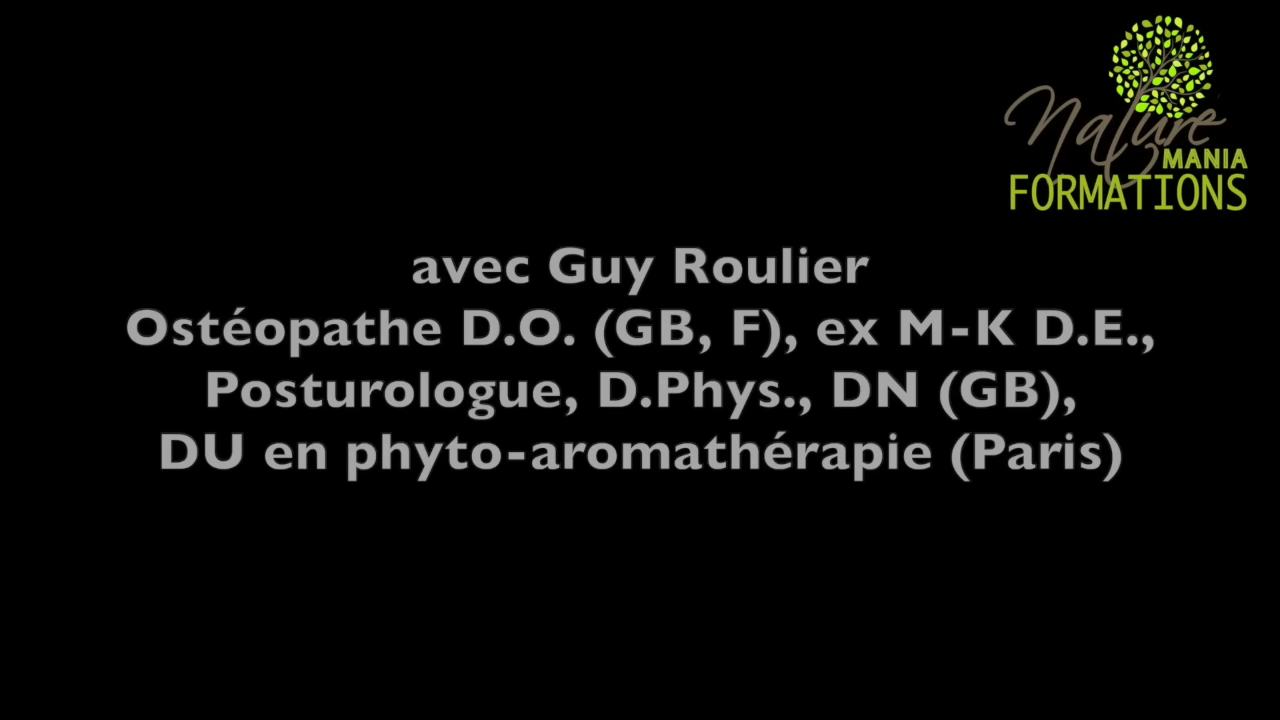 Nature
MANIA
FORMATIONS
avec Guy Roulier
Ostéopathe D.O. (GB, F), ex M-K D.E.,
Posturologue, D.Phys., DN (GB),
DU en phyto-aromathérapie (Paris)